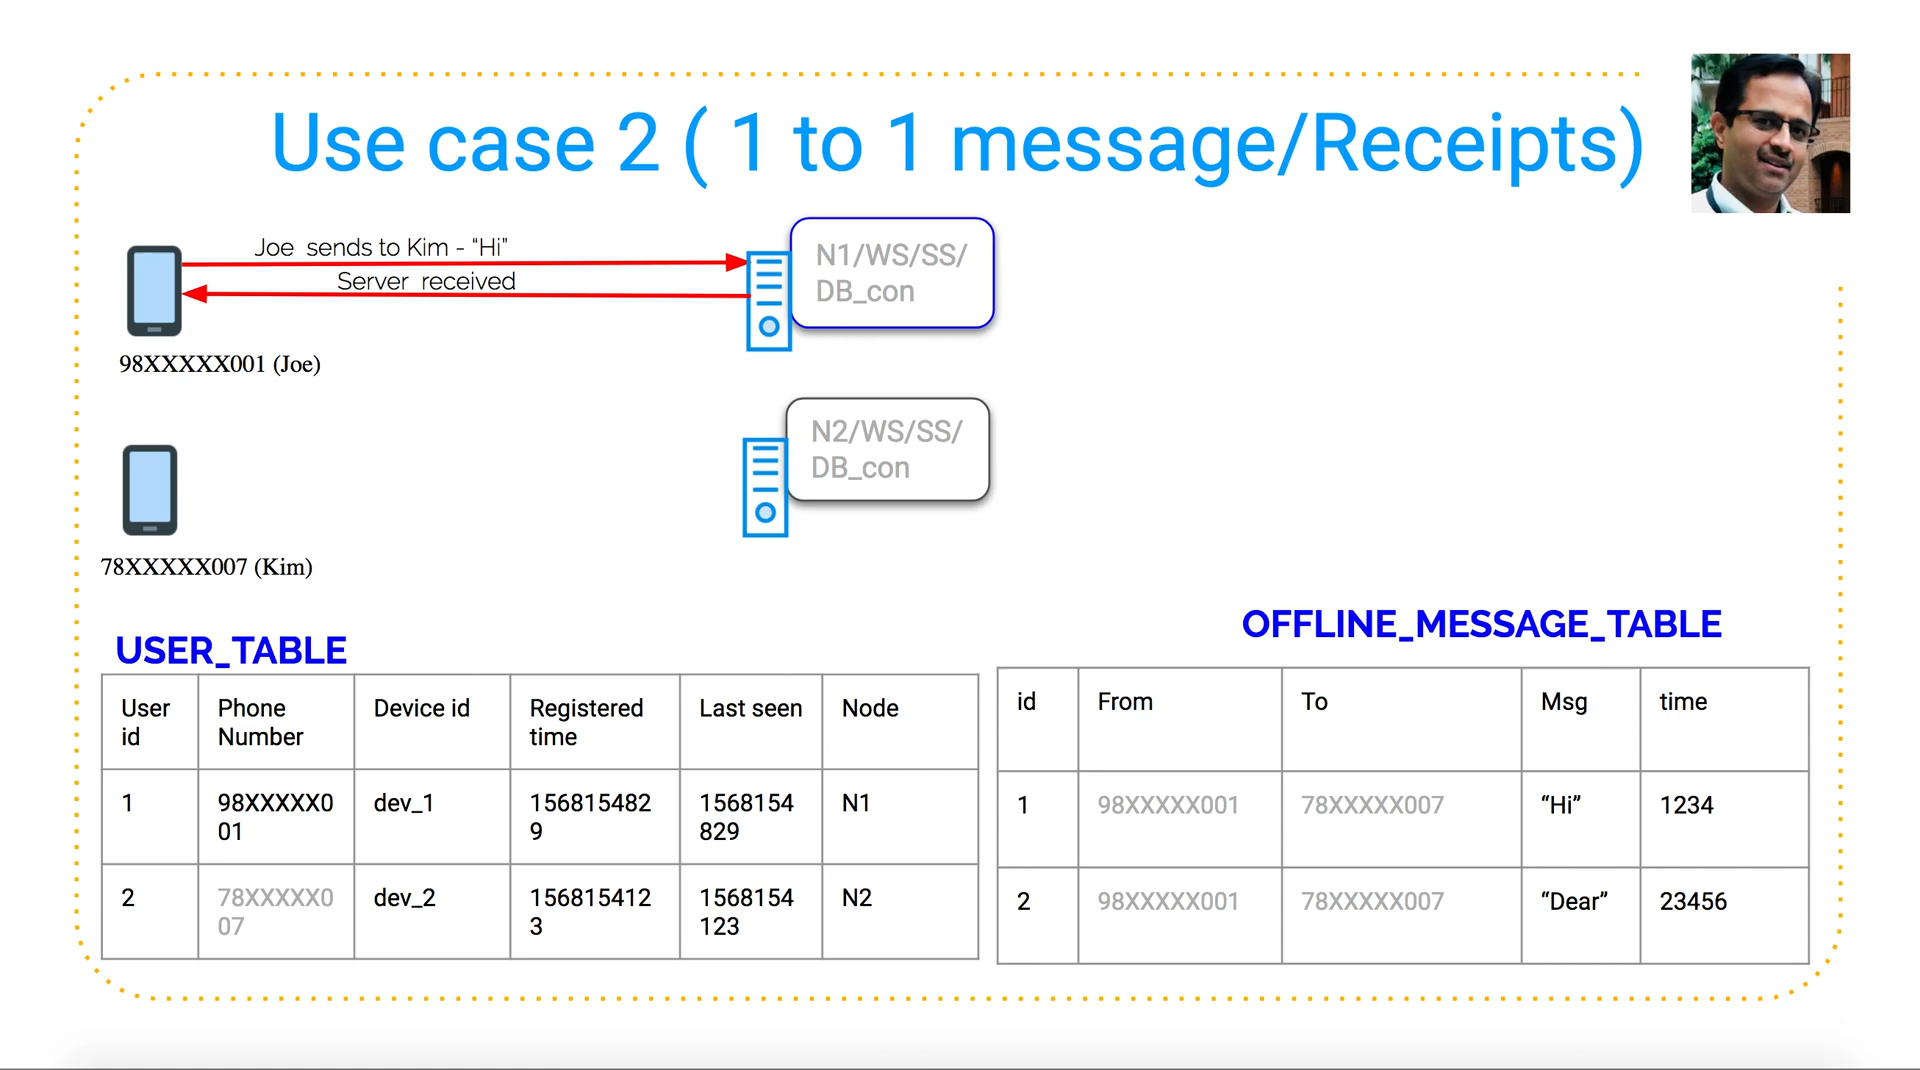 Use case 2 ( 1 to 1 message/Receipts)
Joe sends to Kim - “Hi”
Server received
N1/WS/SS/
DB_con
98XXXXX001 (Joe)
N2/WS/SS/
DB_con
78XXXXX007 (Kim)
USER_TABLE
User id Phone Number Device id Registered time Last seen Node
1 98XXXXX0 01 dev_1 156815482 9 1568154 829 N1
2 78XXXXX0 07 dev_2 156815412 3 1568154 123 N2
OFFLINE_MESSAGE_TABLE
id From To Msg time
1 98XXXXX001 78XXXXX007 “Hi” 1234
2 98XXXXX001 78XXXXX007 “Dear” 23456